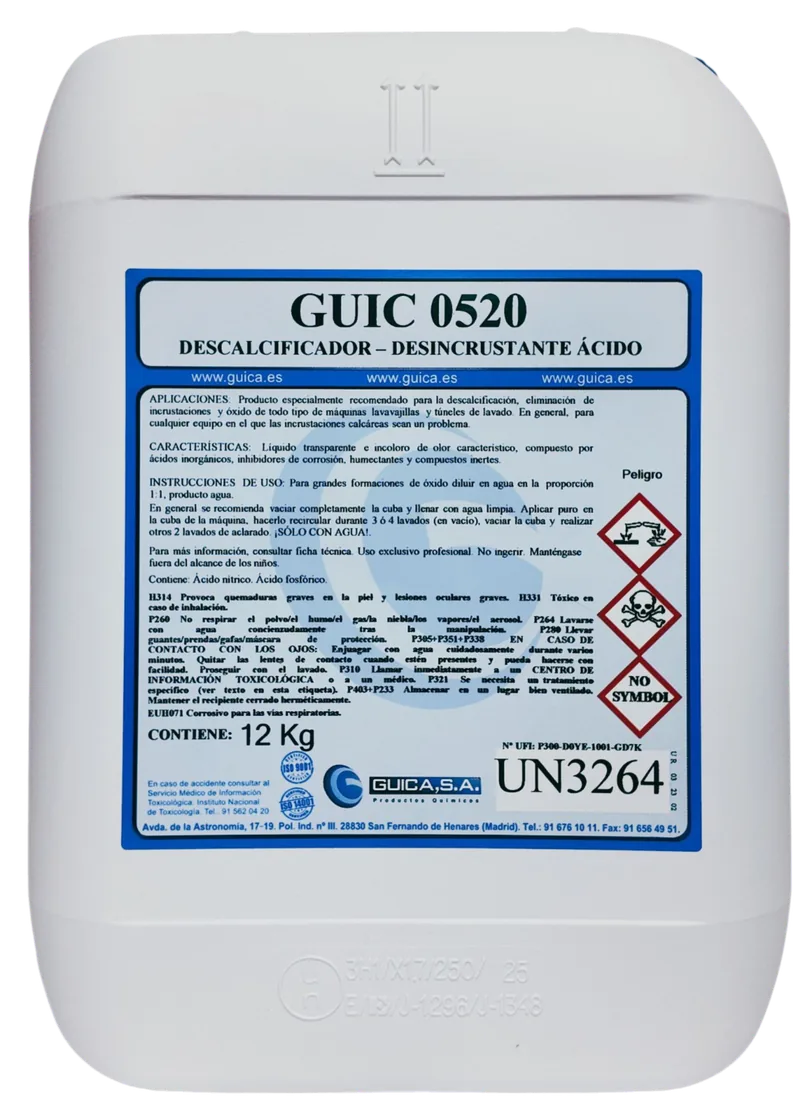 GUIC 0520
DESCALCIFICADOR – DESINCRUSTANTE ÁCIDO
www.guica.es www.guica.es www.guica.es
APLICACIONES: Producto especialmente recomendado para la descalcificación, eliminación de
incrustaciones y óxido de todo tipo de máquinas lavavajillas y túneles de lavado. En general, para
cualquier equipo en el que las incrustaciones calcáreas sean un problema.
CARACTERÍSTICAS: Líquido transparente e incoloro de olor característico, compuesto por
ácidos inorgánicos, inhibidores de corrosión, humectantes y compuestos inertes.
INSTRUCCIONES DE USO: Para grandes formaciones de óxido diluir en agua en la proporción
1:1, producto agua.
En general se recomienda vaciar completamente la cuba y llenar con agua limpia. Aplicar puro en
la cuba de la máquina, hacerlo recircular durante 3 ó 4 lavados (en vacío), vaciar la cuba y realizar
otros 2 lavados de aclarado. ¡SÓLO CON AGUA!.
Para más información, consultar ficha técnica. Uso exclusivo profesional. No ingerir. Manténgase
fuera del alcance de los niños.
Contiene: Ácido nítrico. Ácido fosfórico.
H314 Provoca quemaduras graves en la piel y lesiones oculares graves. H331 Tóxico en
caso de inhalación.
P260 No respirar el polvo/el humo/el gas/la niebla/los vapores/el aerosol. P264 Lavarse
con agua concienzudamente tras la manipulación. P280 Llevar
guantes/prendas/gafas/máscara de protección. P305+P351+P338 EN CASO DE
CONTACTO CON LOS OJOS: Enjuagar con agua cuidadosamente durante varios
minutos. Quitar las lentes de contacto cuando estén presentes y pueda hacerse con
facilidad. Proseguir con el lavado. P310 Llamar inmediatamente a un CENTRO DE
INFORMACIÓN TOXICOLÓGICA o a un médico. P321 Se necesita un tratamiento
específico (ver texto en esta etiqueta). P403+P233 Almacenar en un lugar bien ventilado.
Mantener el recipiente cerrado herméticamente.
EUH071 Corrosivo para las vías respiratorias.
Peligro
NO
SYMBOL
CONTIENE: 12 Kg
Nº UFI: P300-D0YE-1001-GD7K
UN3264
U.R. 03 23 02
ISO 9001
ISO 14001
En caso de accidente consultar al
Servicio Médico de Información
Toxicológica. Instituto Nacional
de Toxicología. Tel.: 91 562 04 20
GUICA, S.A.
Productos Químicos
Avda. de la Astronomía, 17-19. Pol. Ind. nº III. 28830 San Fernando de Henares (Madrid). Tel.: 91 676 10 11. Fax: 91 656 49 51.
H 3H1/X1,7/250/ 25